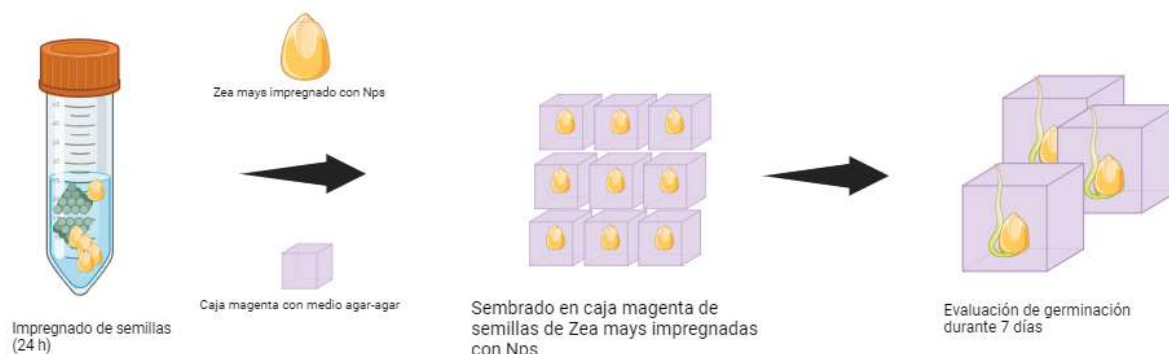 Zea mays impregnado con Nps
Caja magenta con medio agar-agar
Impregnado de semillas
(24 h)
Sembrado en caja magenta de
semillas de Zea mays impregnadas
con Nps
Evaluación de germinación
durante 7 días